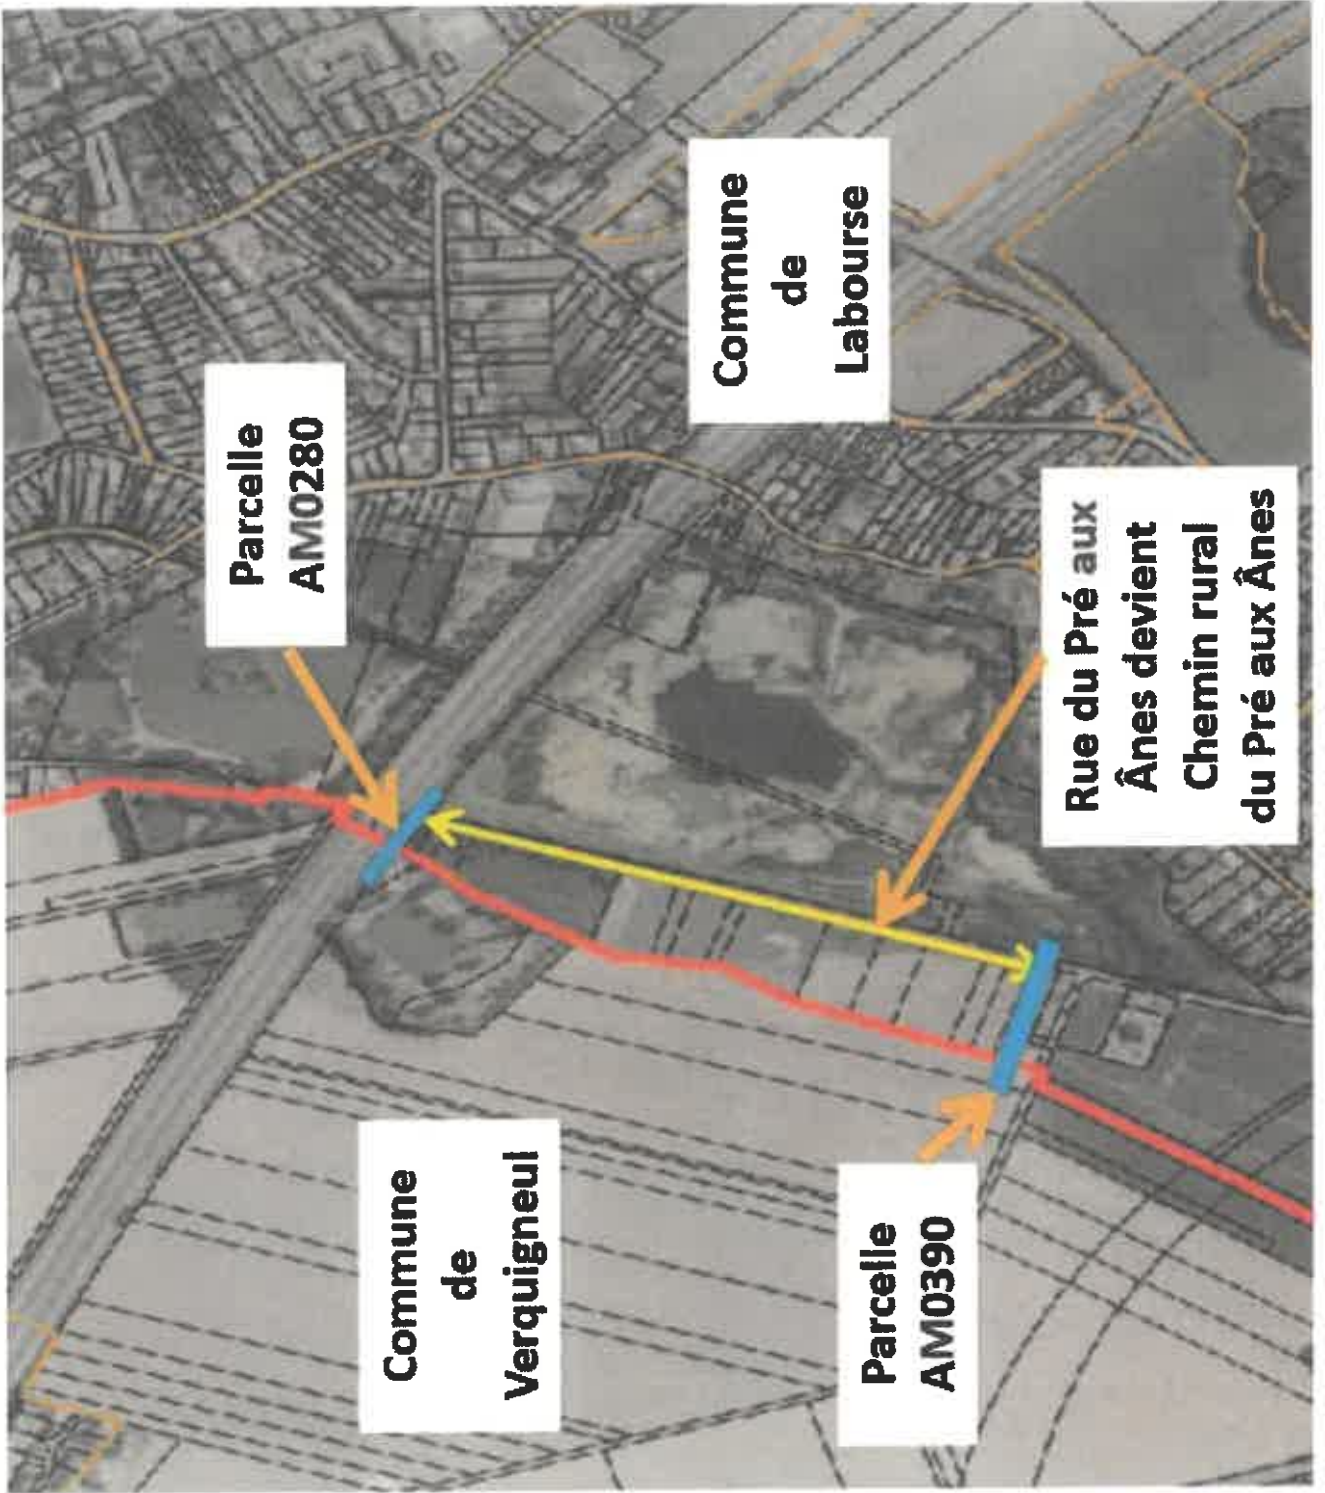 Parcelle
AM0280
Commune
de
Labourse
Commune
de
Verquigneul
Parcelle
AM0390
Rue du Pré aux
Ânes devient
Chemin rural
du Pré aux Ânes